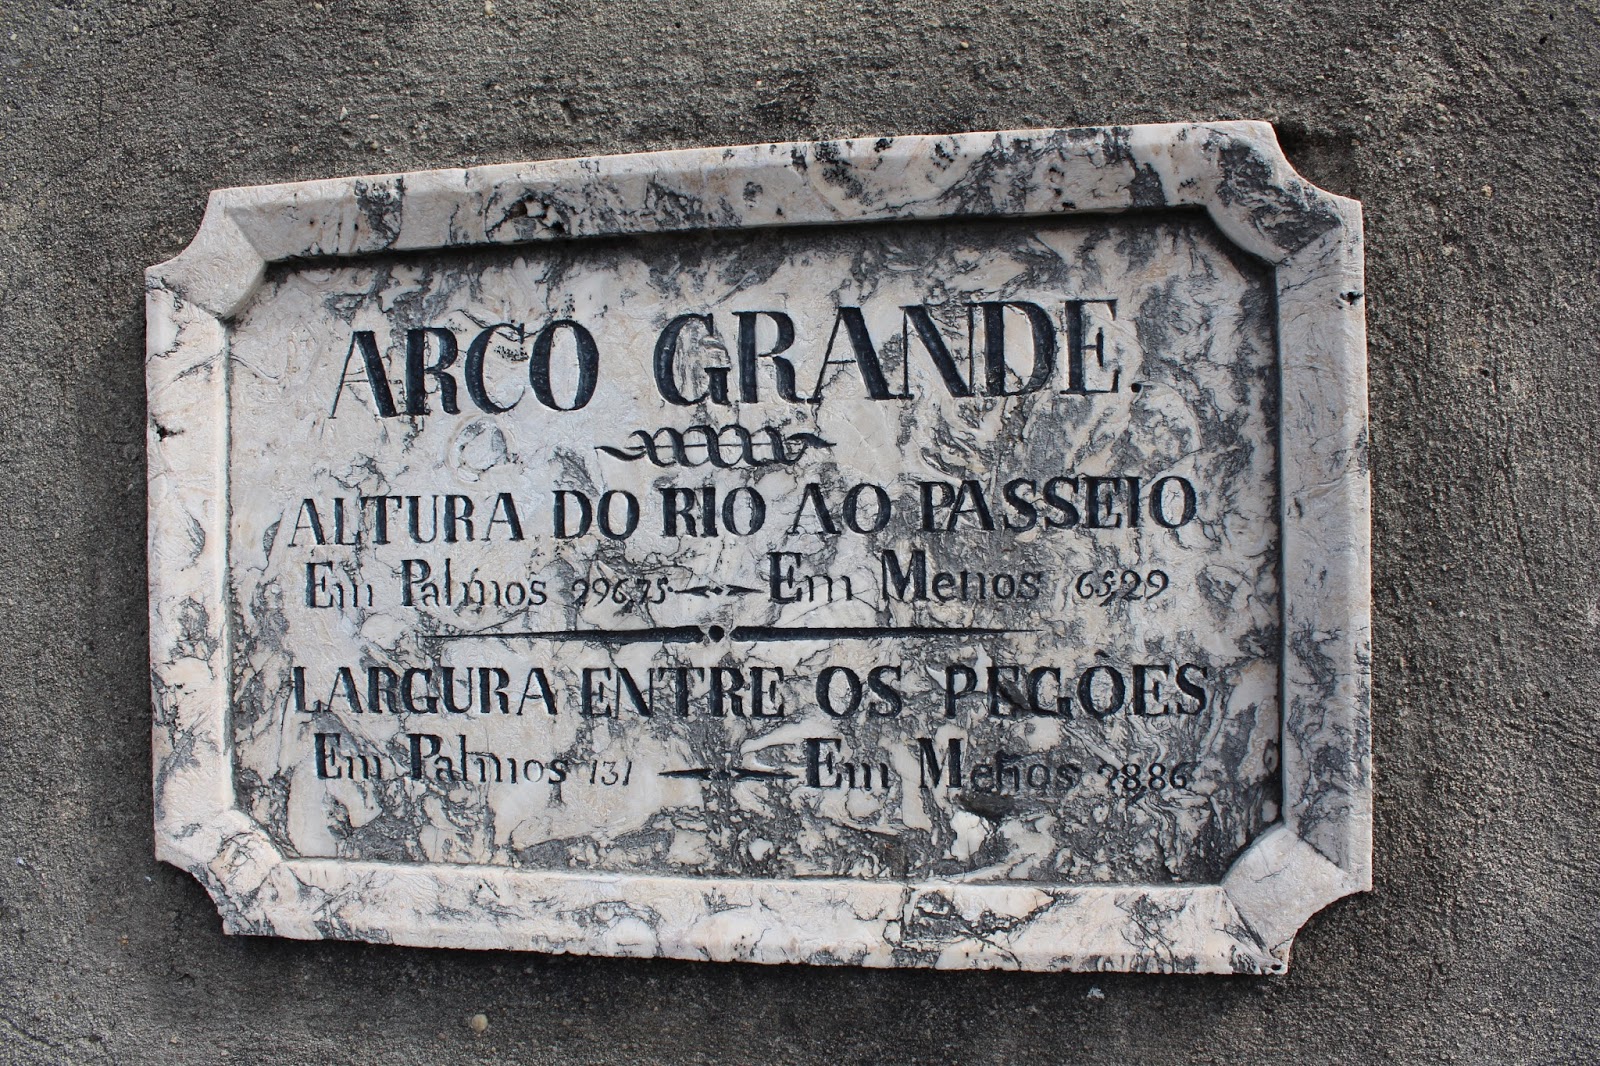 ARCO GRANDE.
ALTURA DO RIO AO PASSEIO
Em Palmos 296,75. Em Metros 65,29
LARGURA ENTRE OS PEGÕES
Em Palmos 131 Em Metros 28,86